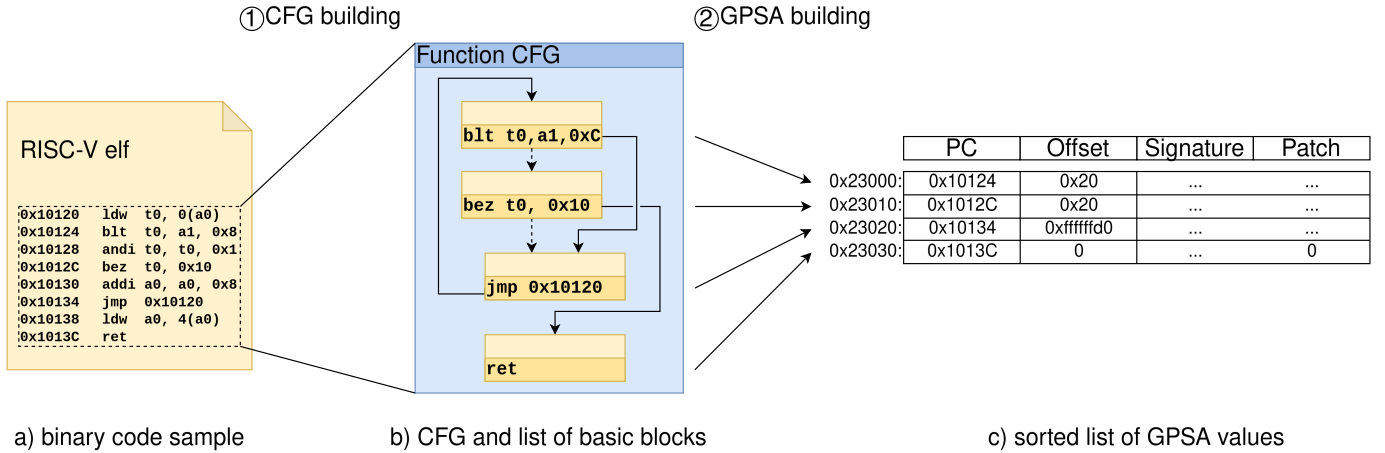 ①CFG building
②GPSA building
RISC-V elf
0x10120 ldw t0, 0(a0)
0x10124 blt t0, a1, 0x8
0x10128 andi t0, t0, 0x1
0x1012C bez t0, 0x10
0x10130 addi a0, a0, 0x8
0x10134 jmp 0x10120
0x10138 ldw a0, 4(a0)
0x1013C ret
Function CFG
blt t0,a1,0xC
bez t0, 0x10
jmp 0x10120
ret
PC Offset Signature Patch
0x23000: 0x10124 0x20 ... ...
0x23010: 0x1012C 0x20 ... ...
0x23020: 0x10134 0xffffffd0 ... ...
0x23030: 0x1013C 0 ... 0
a) binary code sample
b) CFG and list of basic blocks
c) sorted list of GPSA values